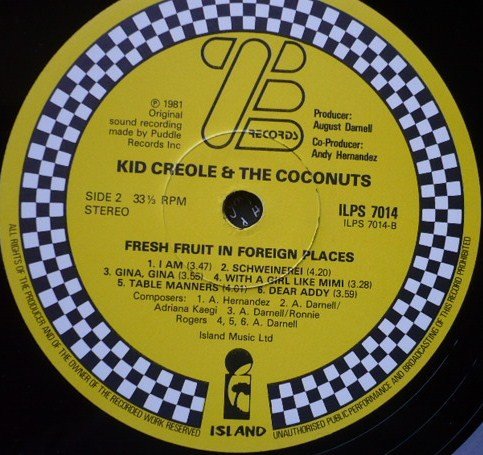 ZE
RECORDS
℗ 1981
Original
sound recording
made by Puddle
Records Inc
Producer:
August Darnell
Co-Producer:
Andy Hernandez
KID CREOLE & THE COCONUTS
SIDE 2 33⅓ RPM
STEREO
ILPS 7014
ILPS 7014-B
FRESH FRUIT IN FOREIGN PLACES
1. I AM (3.47) 2. SCHWEINEREI (4.20)
3. GINA, GINA (3.55) 4. WITH A GIRL LIKE MIMI (3.28)
5. TABLE MANNERS (4.01) 6. DEAR ADDY (3.59)
Composers: 1. A. Hernandez 2. A. Darnell/
Adriana Kaegi 3. A. Darnell/Ronnie
Rogers 4, 5, 6. A. Darnell
Island Music Ltd
ISLAND
ALL RIGHTS OF THE PRODUCER AND OF THE OWNER OF THE RECORDED WORK RESERVED
UNAUTHORISED PUBLIC PERFORMANCE AND BROADCASTING OF THIS RECORD PROHIBITED